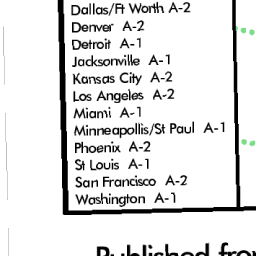 Dallas/Ft Worth A-2
Denver A-2
Detroit A-1
Jacksonville A-1
Kansas City A-2
Los Angeles A-2
Miami A-1
Minneapollis/St Paul A-1
Phoenix A-2
St Louis A-1
San Francisco A-2
Washington A-1
Published from